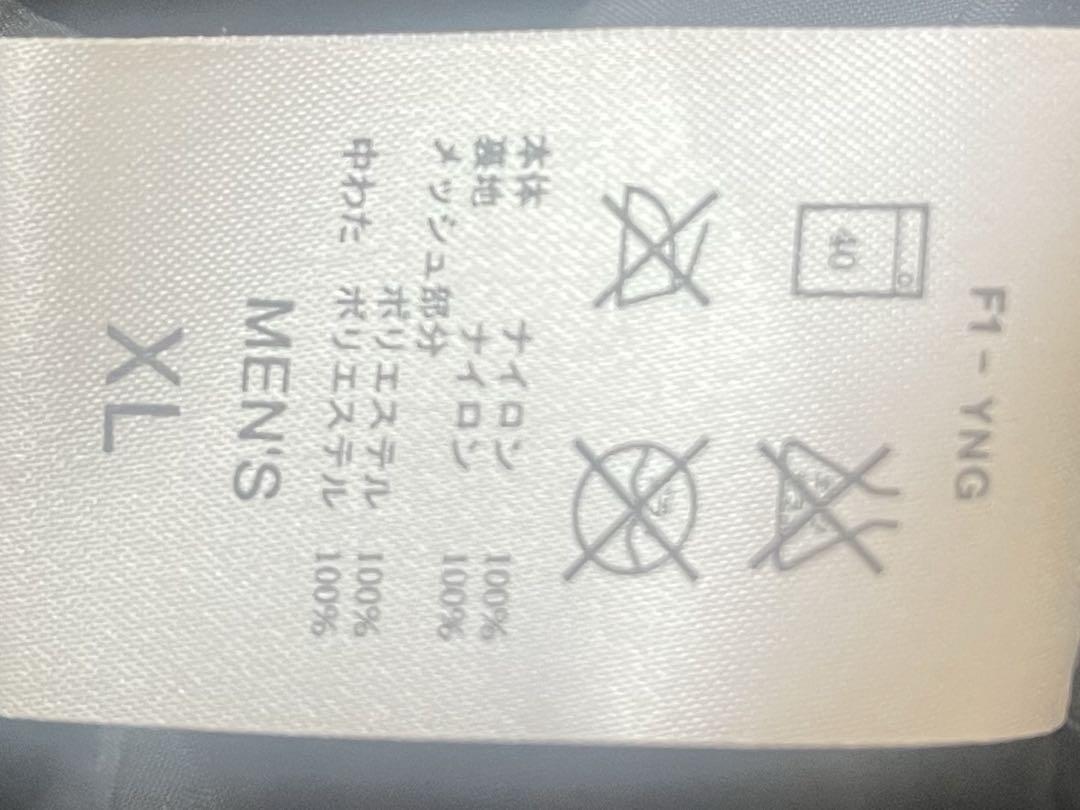 F1 - YNG
40
本体 ナイロン 100%
裏地 ナイロン 100%
メッシュ部分
ポリエステル 100%
中わた ポリエステル 100%
MEN'S
XL